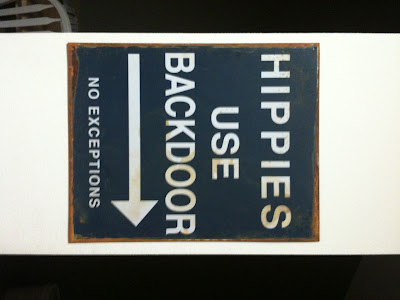 HIPPIES
USE
BACKDOOR
NO EXCEPTIONS